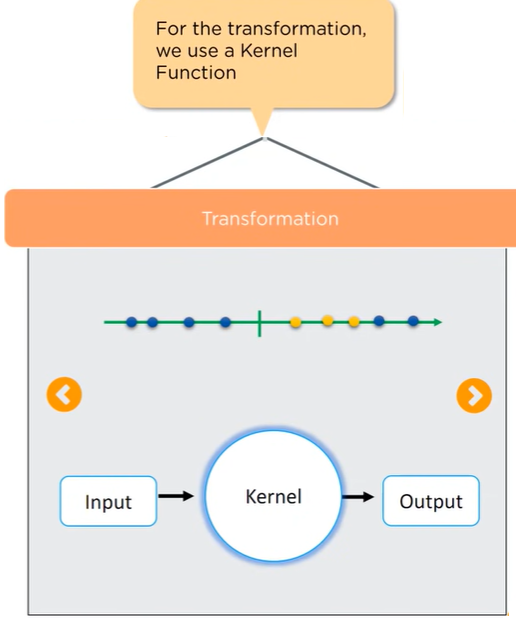 For the transformation,
we use a Kernel
Function
Transformation
Input
Kernel
Output